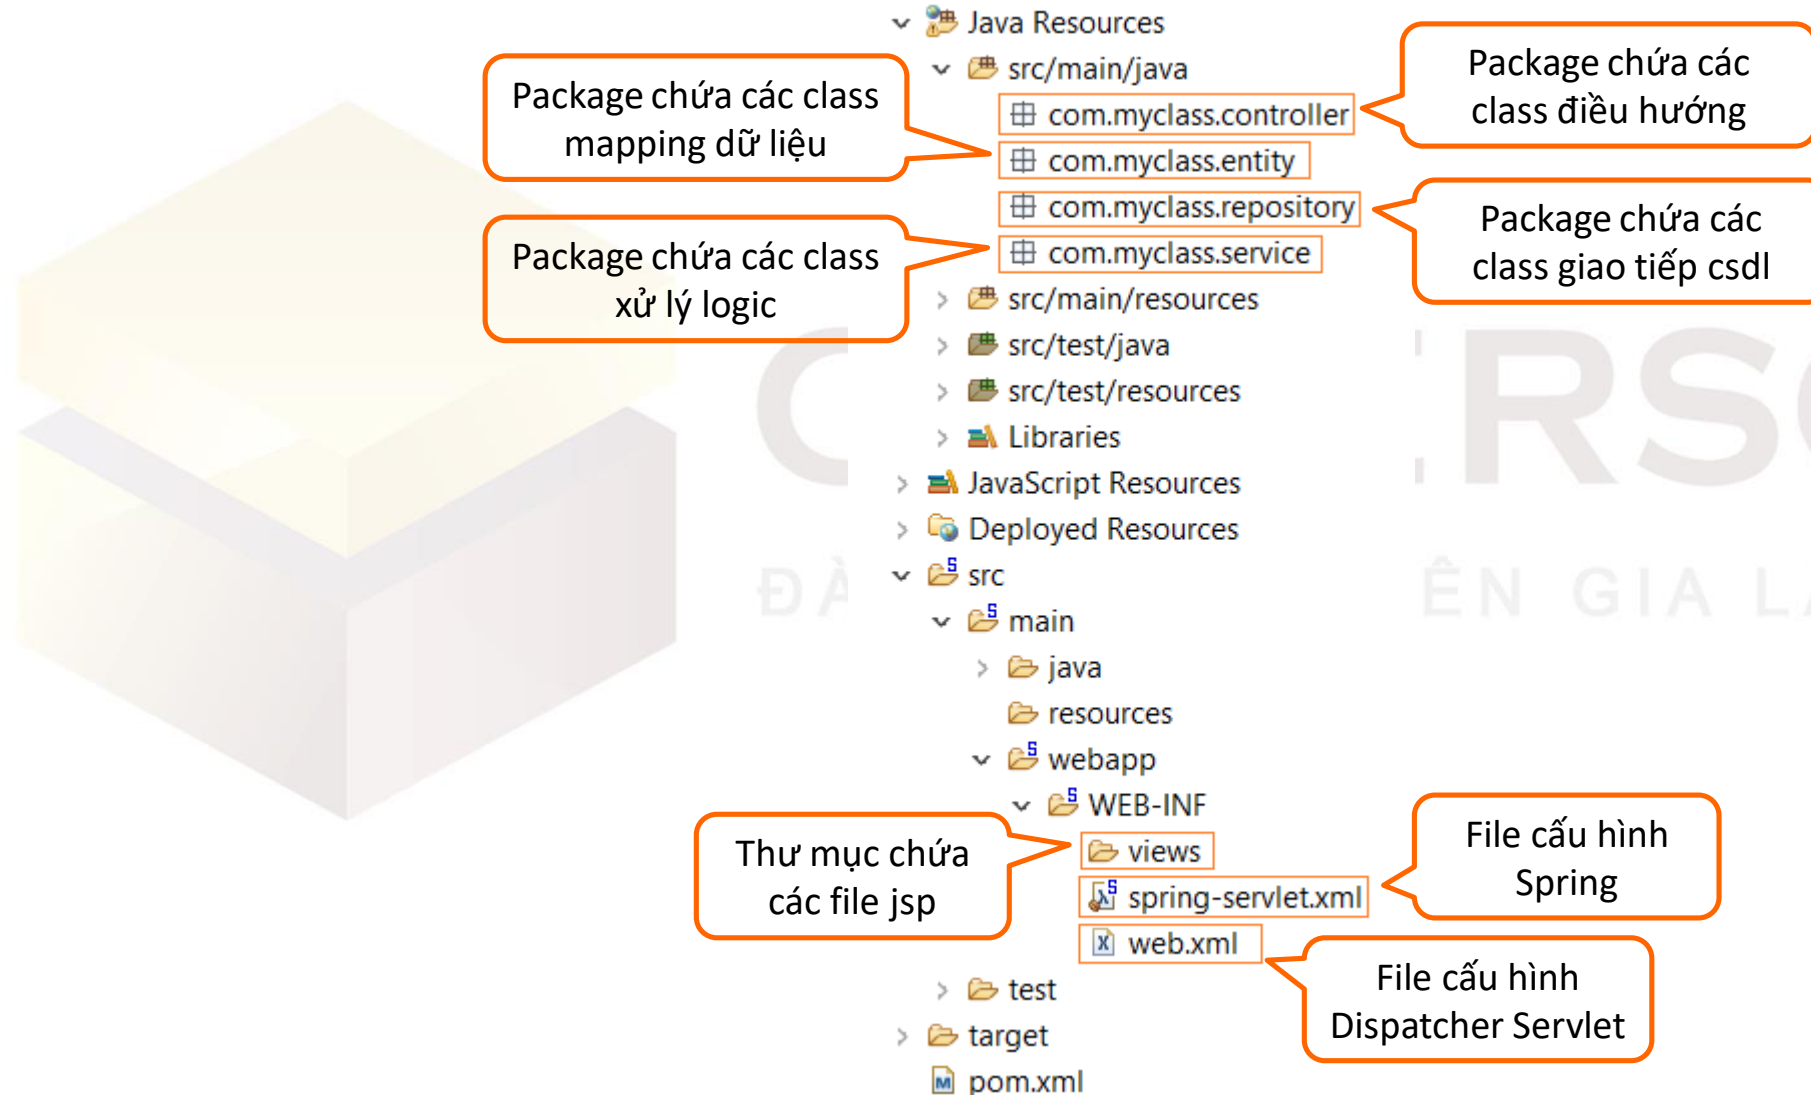 Java Resources
src/main/java
com.myclass.controller
com.myclass.entity
com.myclass.repository
com.myclass.service
src/main/resources
src/test/java
src/test/resources
Libraries
JavaScript Resources
Deployed Resources
src
main
java
resources
webapp
WEB-INF
views
spring-servlet.xml
web.xml
test
target
pom.xml
Package chứa các class
mapping dữ liệu
Package chứa các class
xử lý logic
Package chứa các
class điều hướng
Package chứa các
class giao tiếp csdl
Thư mục chứa
các file jsp
File cấu hình
Spring
File cấu hình
Dispatcher Servlet